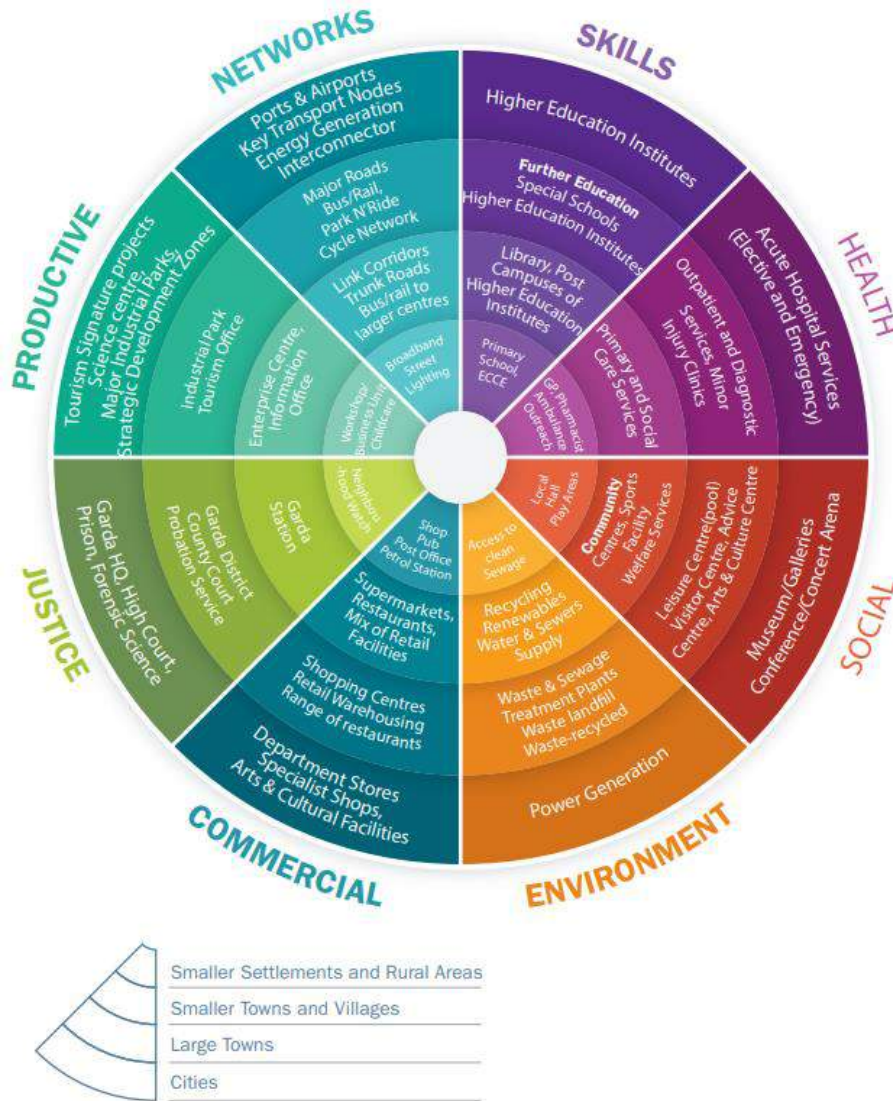 NETWORKS
Ports & Airports
Key Transport Nodes
Energy Generation
Interconnector
Major Roads
Bus/Rail,
Park N'Ride
Cycle Network
Link Corridors
Trunk Roads
Bus/rail to
larger centres
Broadband
Street
Lighting
SKILLS
Higher Education Institutes
Further Education
Special Schools
Higher Education Institutes
Library, Post
Campuses of
Higher Education
Institutes
Primary
School,
ECCE
HEALTH
Acute Hospital Services
(Elective and Emergency)
Outpatient and Diagnostic
Services, Minor
Injury Clinics
Primary and Social
Care Services
GP, Pharmacist
Ambulance
Outreach
SOCIAL
Museum/Galleries
Conference/Concert Arena
Leisure Centre(pool)
Visitor Centre, Advice
Centre, Arts & Culture Centre
Community
Centres, Sports
Facility
Welfare Services
Local
Hall
Play Areas
ENVIRONMENT
Access to
clean
Sewage
Recycling
Renewables
Water & Sewers
Supply
Waste & Sewage
Treatment Plants
Waste landfill
Waste-recycled
Power Generation
COMMERCIAL
Shop
Pub
Post Office
Petrol Station
Supermarkets,
Restaurants,
Mix of Retail
Facilities
Shopping Centres
Retail Warehousing
Range of restaurants
Department Stores
Specialist Shops,
Arts & Cultural Facilities
JUSTICE
Garda HQ, High Court,
Prison, Forensic Science
Garda District
County Court
Probation Service
Garda
Station
Neighbou
-hood Watch
PRODUCTIVE
Tourism Signature projects
Science centre,
Major Industrial Parks,
Strategic Development Zones
Industrial Park
Tourism Office
Enterprise Centre,
Information
Office
Workshop/
Business Unit
Childcare
Smaller Settlements and Rural Areas
Smaller Towns and Villages
Large Towns
Cities